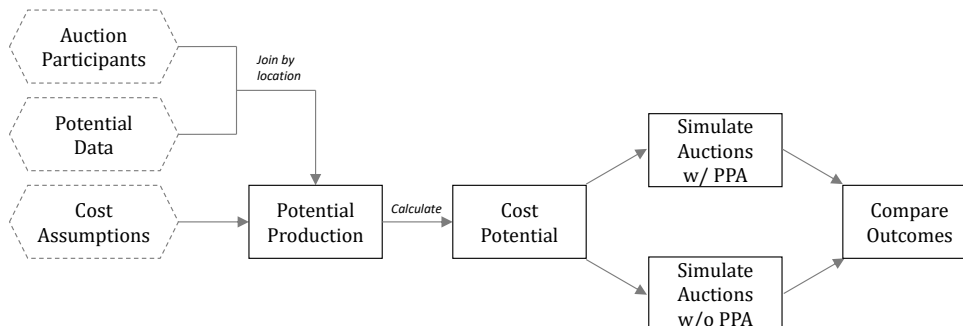 Auction
Participants
Join by
location
Potential
Data
Cost
Assumptions
Potential
Production
Calculate
Cost
Potential
Simulate
Auctions
w/ PPA
Simulate
Auctions
w/o PPA
Compare
Outcomes